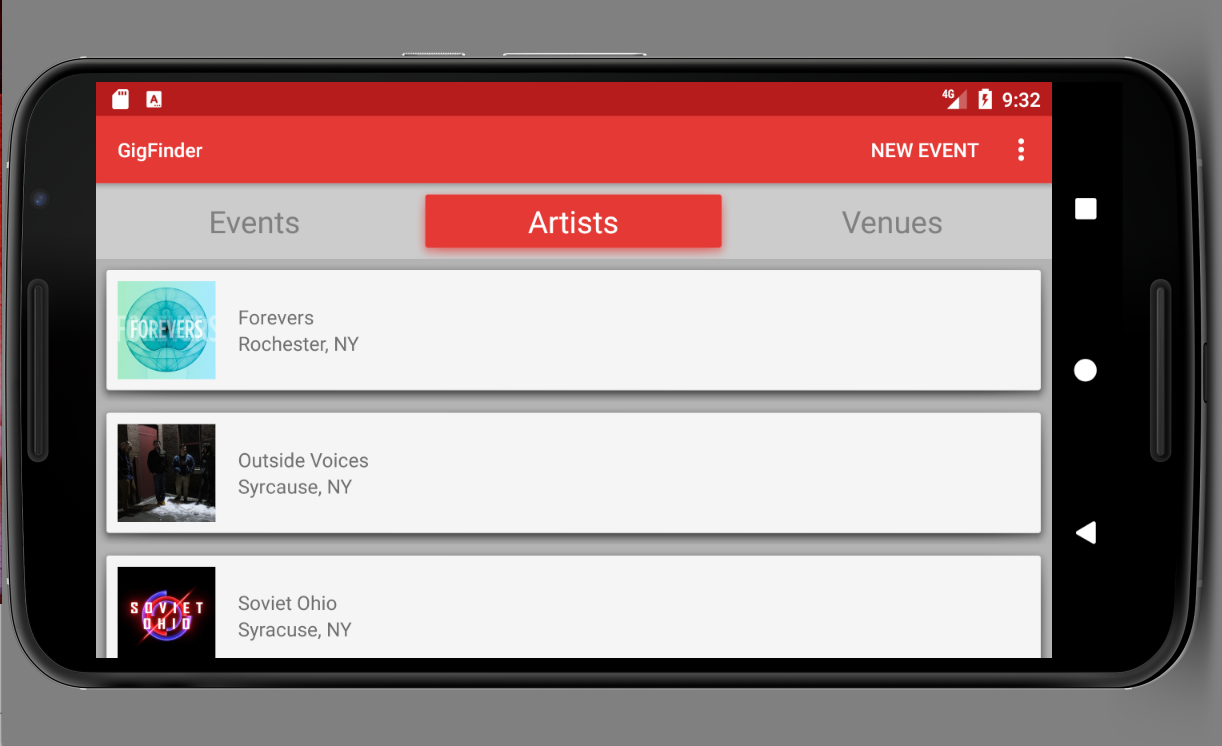 4G 9:32
GigFinder NEW EVENT
Events Artists Venues
FOREVERS
Forevers
Rochester, NY
Outside Voices
Syrcause, NY
SOVIET
OHIO
Soviet Ohio
Syracuse, NY